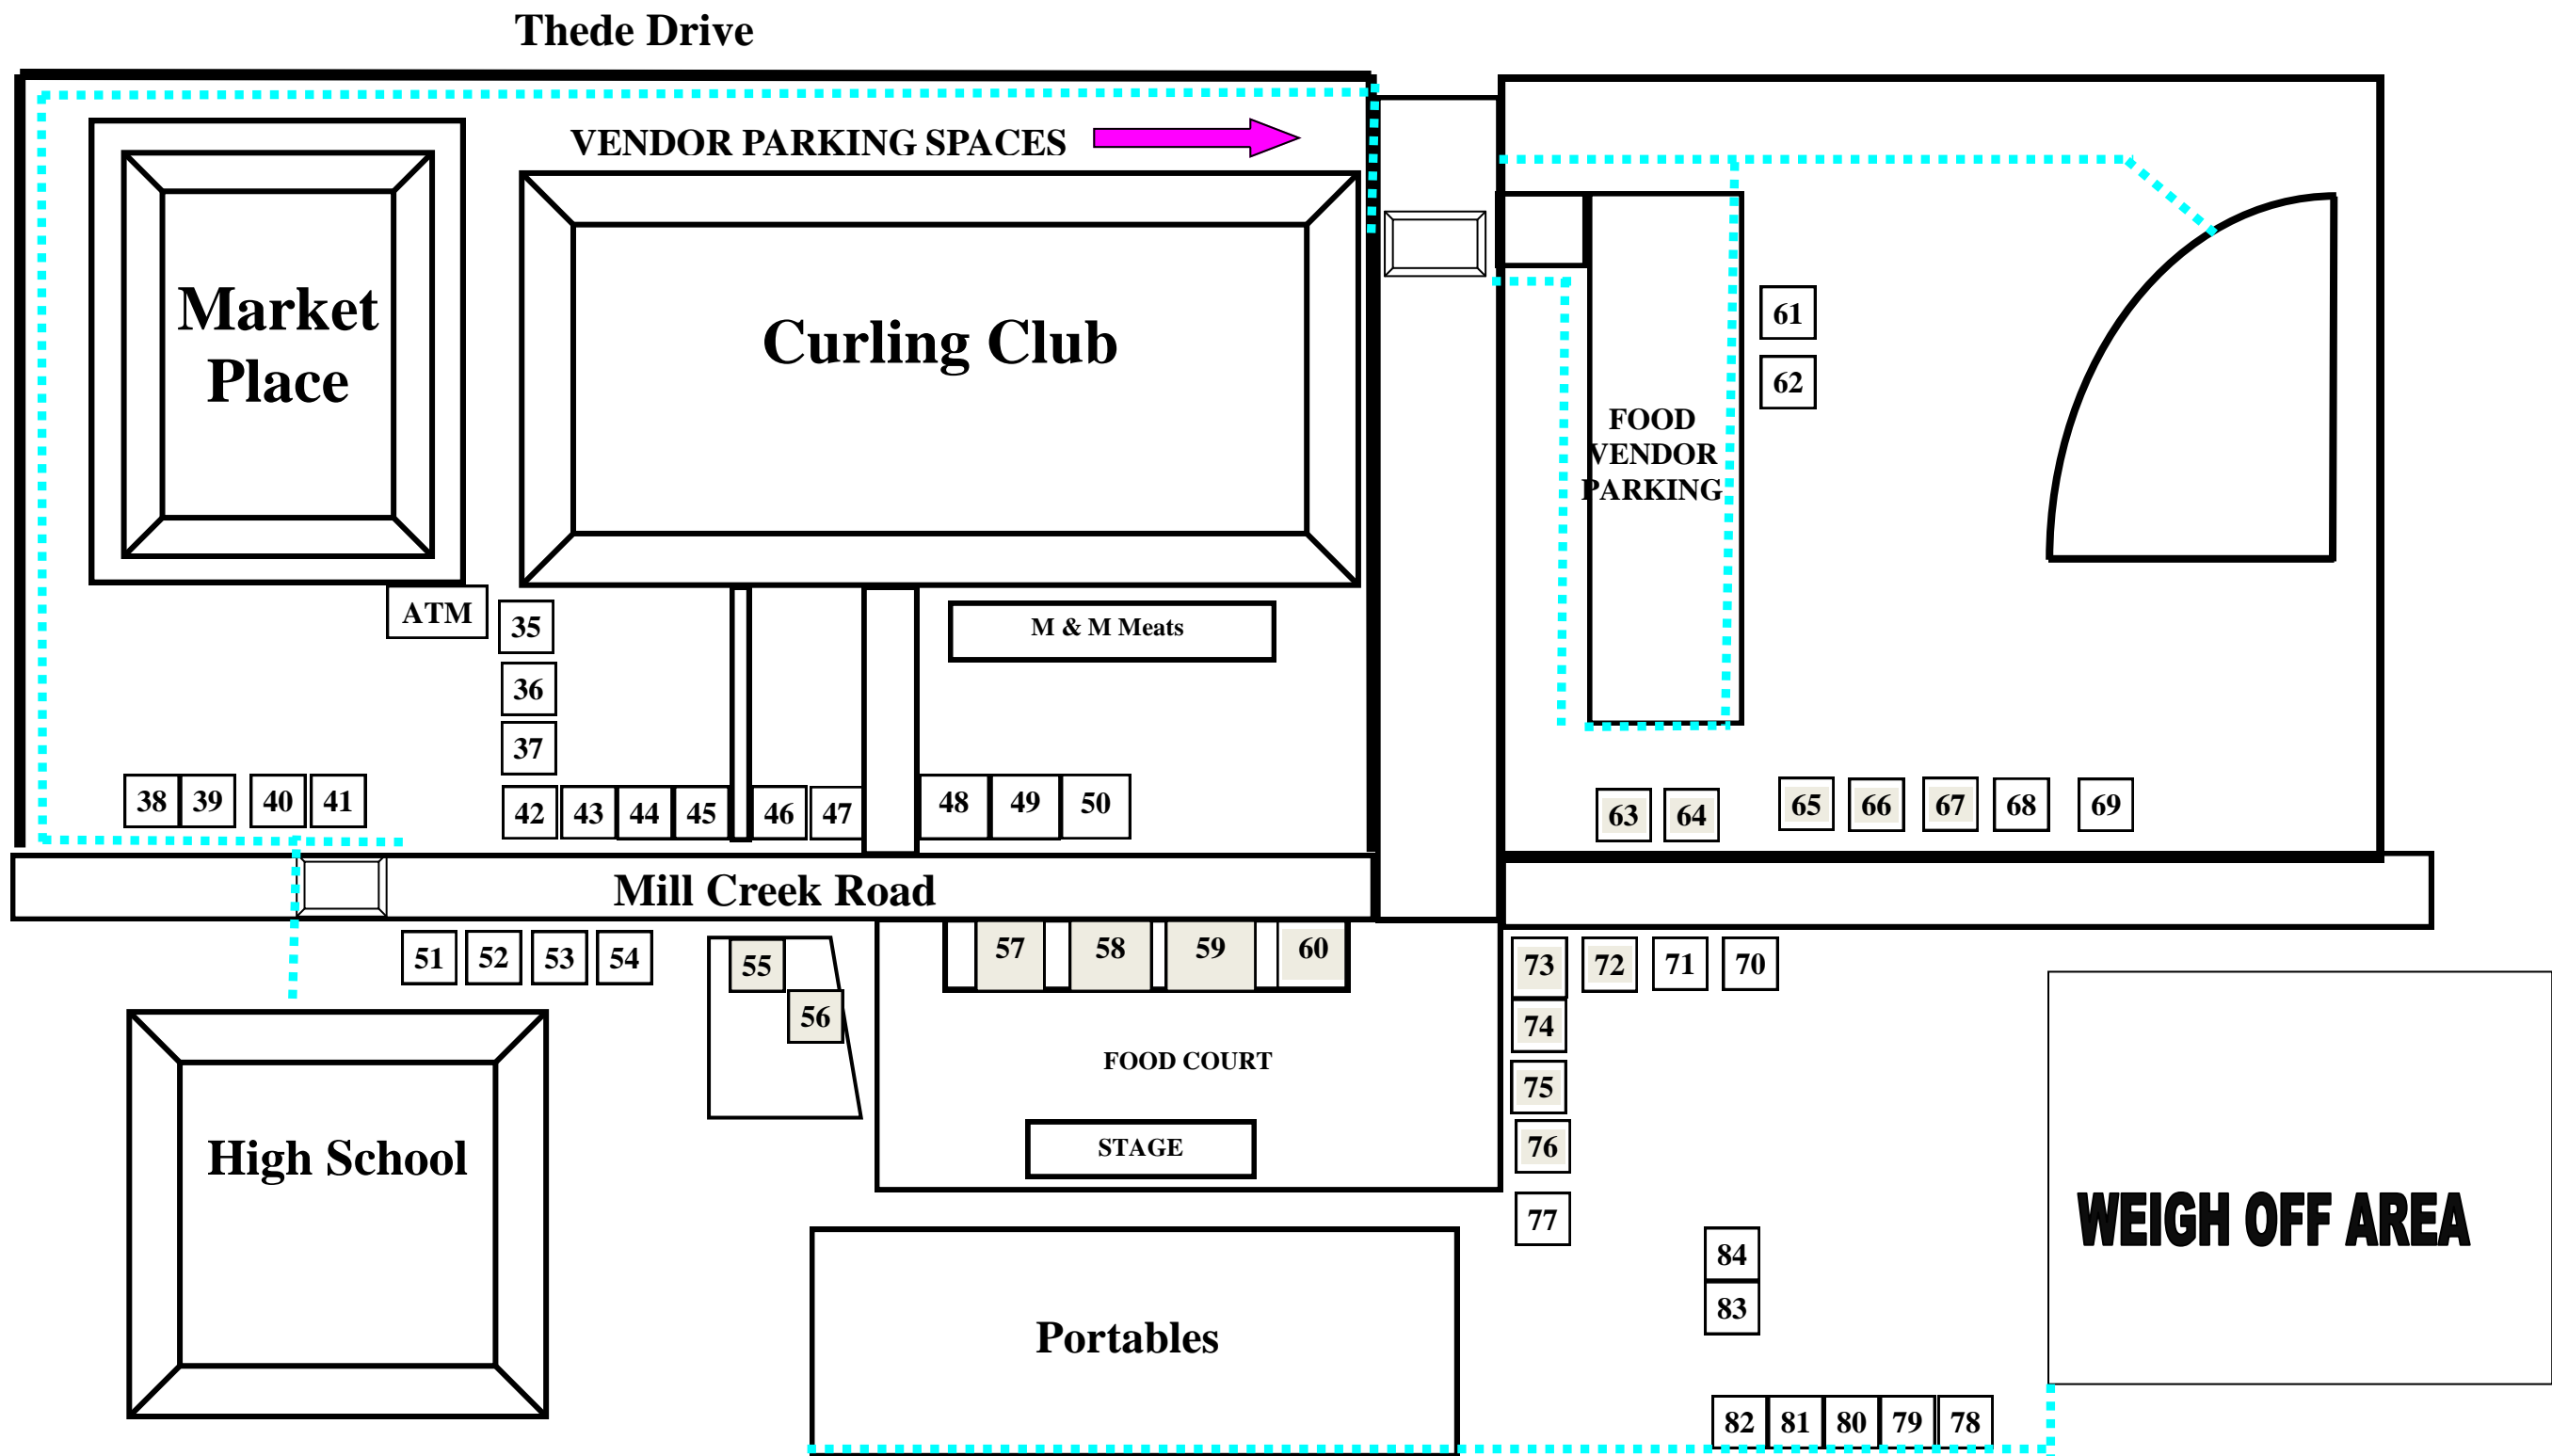 Thede Drive
VENDOR PARKING SPACES
Market
Place
Curling Club
61
62
FOOD
VENDOR
PARKING
ATM
35
M & M Meats
36
37
38 39 40 41
42 43 44 45 46 47
48 49 50
63 64
65 66 67 68 69
Mill Creek Road
51 52 53 54
55
56
57 58 59 60
73 72 71 70
74
75
76
77
FOOD COURT
STAGE
High School
84
83
WEIGH OFF AREA
Portables
82 81 80 79 78